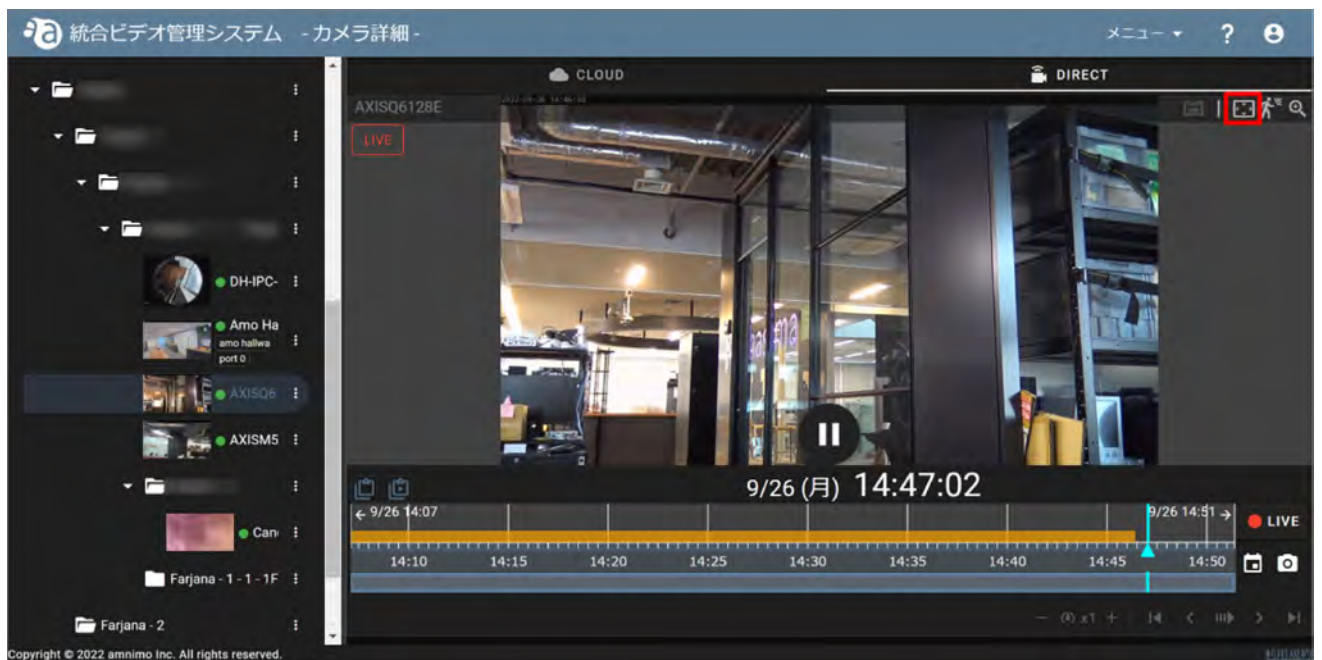 統合ビデオ管理システム - カメラ詳細 -
メニュー
?
CLOUD
DIRECT
AXISQ6128E
LIVE
DH-IPC-
Amo Ha
amo hallwa
port 0
AXISQ6
AXISM5
Can
Farjana - 1 - 1 - 1F
Farjana - 2
9/26 (月) 14:47:02
9/26 14:07
9/26 14:51
LIVE
14:10 14:15 14:20 14:25 14:30 14:35 14:40 14:45 14:50
x1
Copyright © 2022 amnimo Inc. All rights reserved.
利用規約